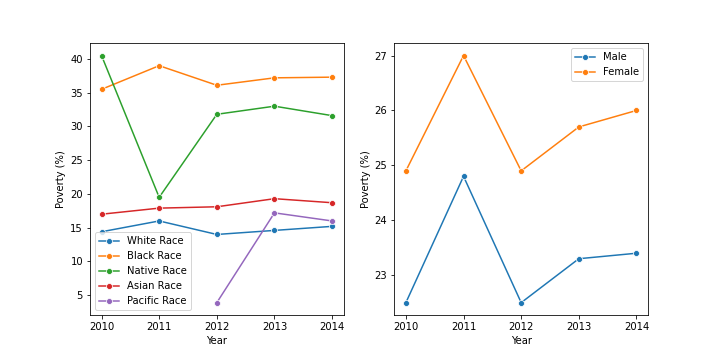 40
35
30
25
20
15
10
5
Poverty (%)
White Race
Black Race
Native Race
Asian Race
Pacific Race
2010 2011 2012 2013 2014
Year
27
26
25
24
23
Poverty (%)
Male
Female
2010 2011 2012 2013 2014
Year